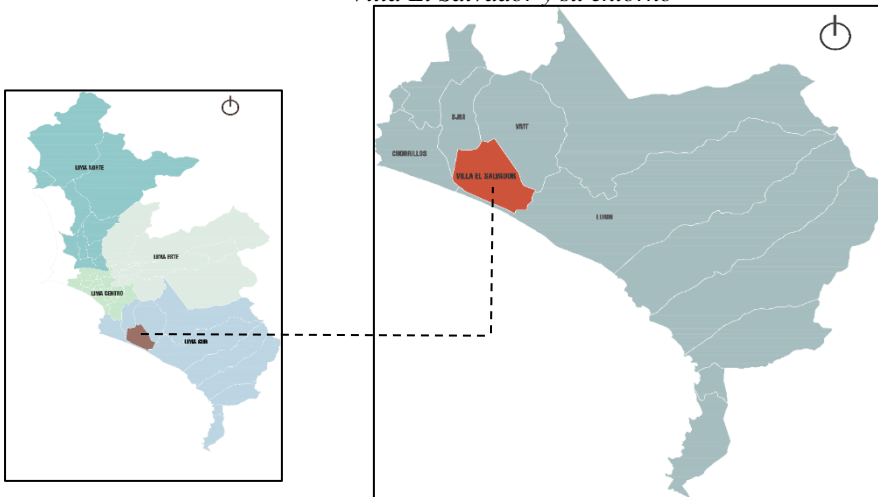 Villa El Salvador y su entorno
LIMA NORTE
LIMA ESTE
LIMA CENTRO
LIMA SUR
SJM
VMT
CHORRILLOS
VILLA EL SALVADOR
LURIN